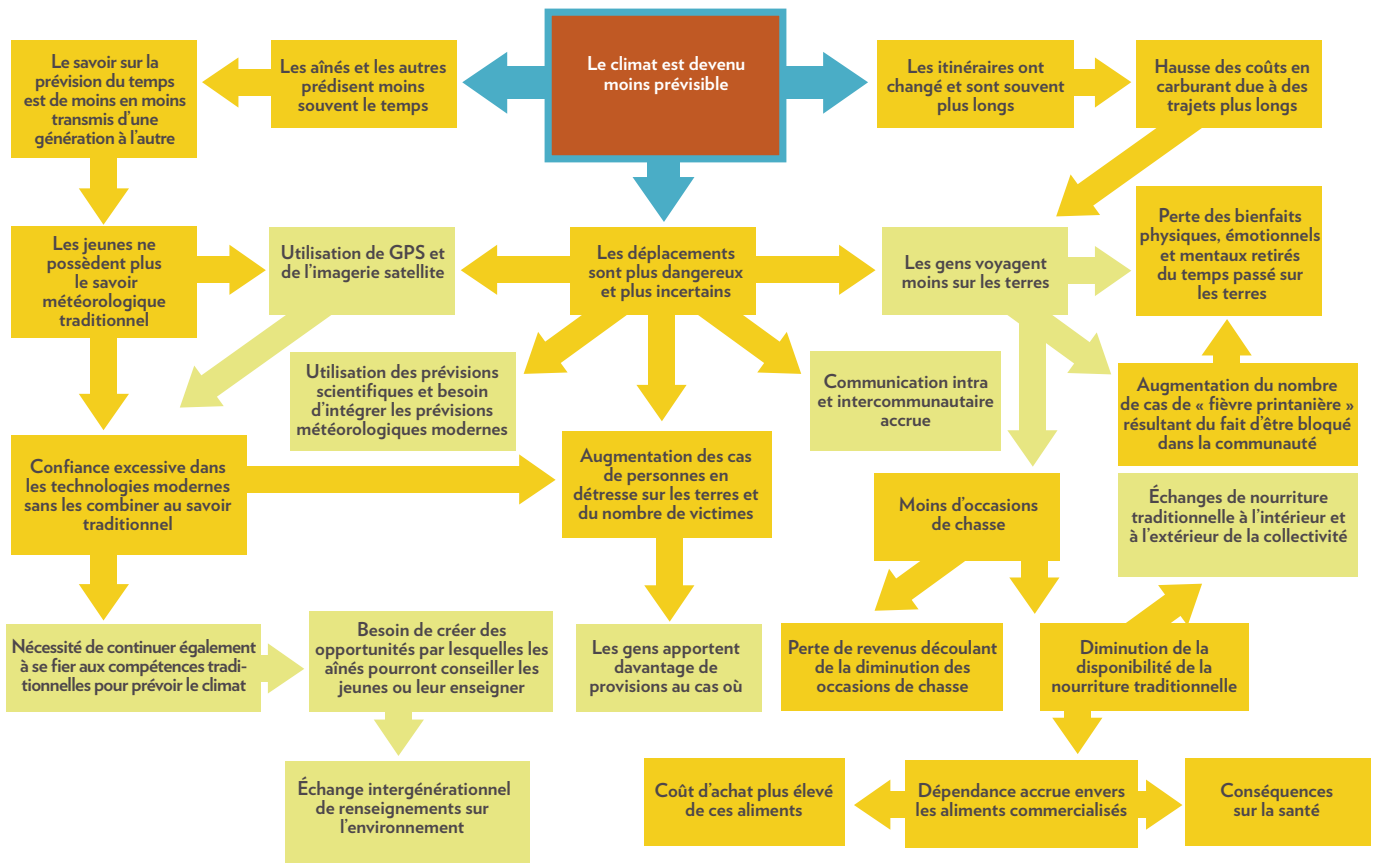 Le savoir sur la
prévision du temps
est de moins en moins
transmis d'une
génération à l'autre
Les aînés et les autres
prédisent moins
souvent le temps
Le climat est devenu
moins prévisible
Les itinéraires ont
changé et sont souvent
plus longs
Hausse des coûts en
carburant due à des
trajets plus longs
Les jeunes ne
possèdent plus
le savoir
météorologique
traditionnel
Utilisation de GPS et
de l'imagerie satellite
Les déplacements
sont plus dangereux
et plus incertains
Les gens voyagent
moins sur les terres
Perte des bienfaits
physiques, émotionnels
et mentaux retirés
du temps passé sur
les terres
Utilisation des prévisions
scientifiques et besoin
d'intégrer les prévisions
météorologiques modernes
Communication intra
et intercommunautaire
accrue
Augmentation du nombre
de cas de « fièvre printanière »
résultant du fait d'être bloqué
dans la communauté
Confiance excessive dans
les technologies modernes
sans les combiner au savoir
traditionnel
Augmentation des cas
de personnes en
détresse sur les terres et
du nombre de victimes
Moins d'occasions
de chasse
Échanges de nourriture
traditionnelle à l'intérieur et
à l'extérieur de la collectivité
Nécessité de continuer également
à se fier aux compétences tradi-
tionnelles pour prévoir le climat
Besoin de créer des
opportunités par lesquelles les
aînés pourront conseiller les
jeunes ou leur enseigner
Les gens apportent
davantage de
provisions au cas où
Perte de revenus découlant
de la diminution des
occasions de chasse
Diminution de la
disponibilité de la
nourriture traditionnelle
Échange intergénérationnel
de renseignements sur
l'environnement
Coût d'achat plus élevé
de ces aliments
Dépendance accrue envers
les aliments commercialisés
Conséquences
sur la santé